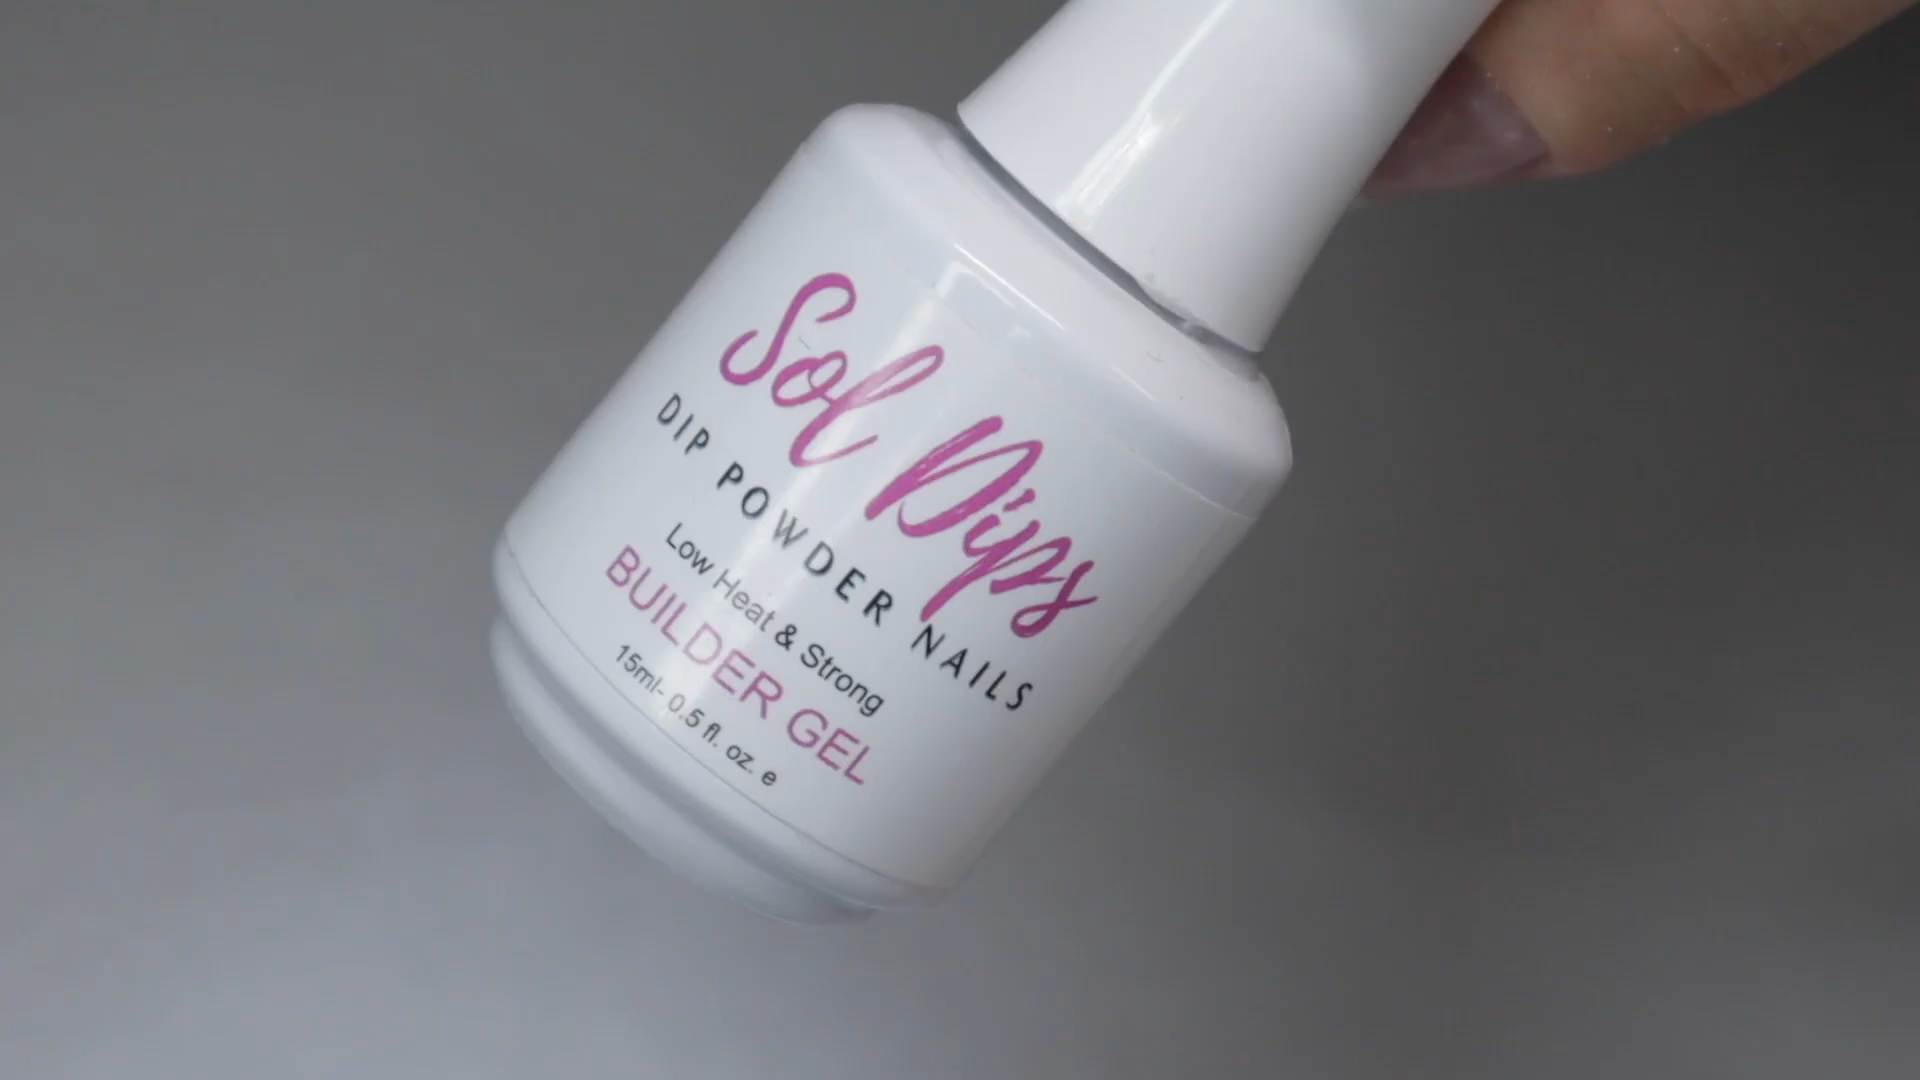 Sol Dips
DIP POWDER NAILS
Low Heat & Strong
BUILDER GEL
15ml- 0.5 fl. oz. e